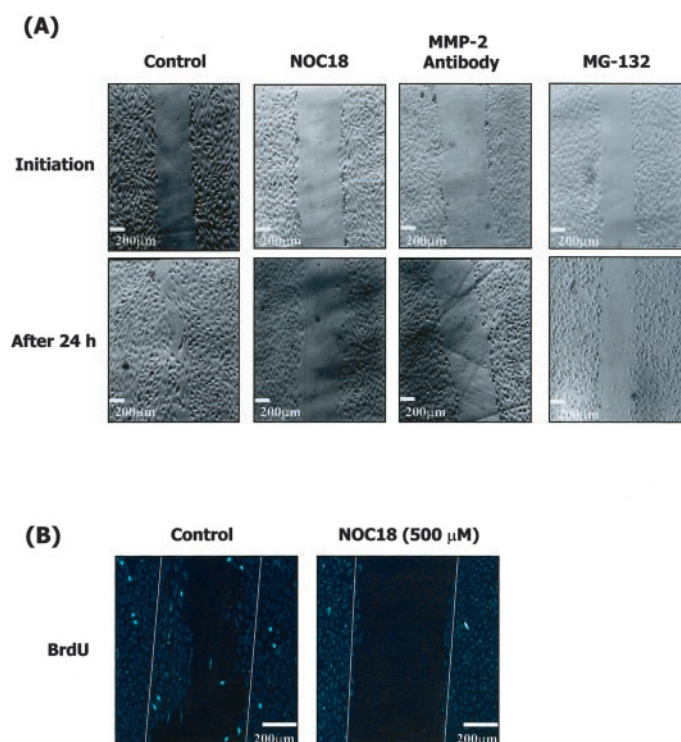 (A)
Control NOC18 MMP-2 Antibody MG-132
Initiation
200µm 200µm 200µm 200µm
After 24 h
200µm 200µm 200µm 200µm
(B)
Control NOC18 (500 µM)
BrdU
200µm 200µm